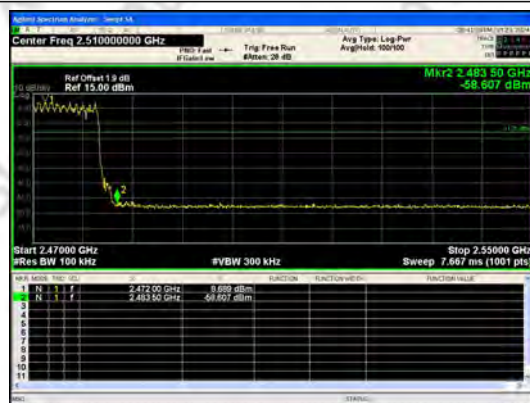 Agilent Spectrum Analyzer - Swept SA
Center Freq 2.510000000 GHz
PNO: Fast
IFGain:Low
Trig: Free Run
#Atten: 28 dB
Avg Type: Log-Pwr
Avg|Hold: 100/100
Ref Offset 1.9 dB
Ref 15.00 dBm
Mkr2 2.483 50 GHz
-58.607 dBm
10 dB/div
2
Start 2.47000 GHz
Stop 2.55000 GHz
#Res BW 100 kHz
#VBW 300 kHz
Sweep 7.667 ms (1001 pts)
MKR MODE TRC SCL X Y FUNCTION FUNCTION WIDTH FUNCTION VALUE
1 N 1 f 2.472 00 GHz
2 N 1 f 2.483 50 GHz -58.607 dBm
3
4
5
6
7
8
9
10
11
MSG
STATUS